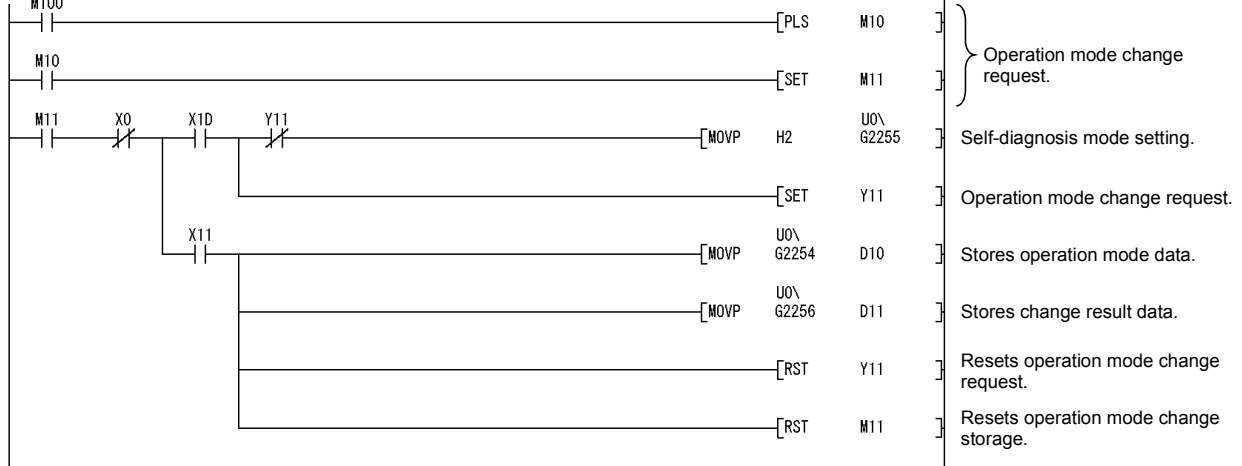 M100
[PLS M10 ]
Operation mode change
request.
M10
[SET M11 ]
M11 X0 X1D Y11
[MOVP H2 U0\
G2255 ]
Self-diagnosis mode setting.
[SET Y11 ]
Operation mode change request.
X11
[MOVP U0\
G2254 D10 ]
Stores operation mode data.
[MOVP U0\
G2256 D11 ]
Stores change result data.
[RST Y11 ]
Resets operation mode change
request.
[RST M11 ]
Resets operation mode change
storage.